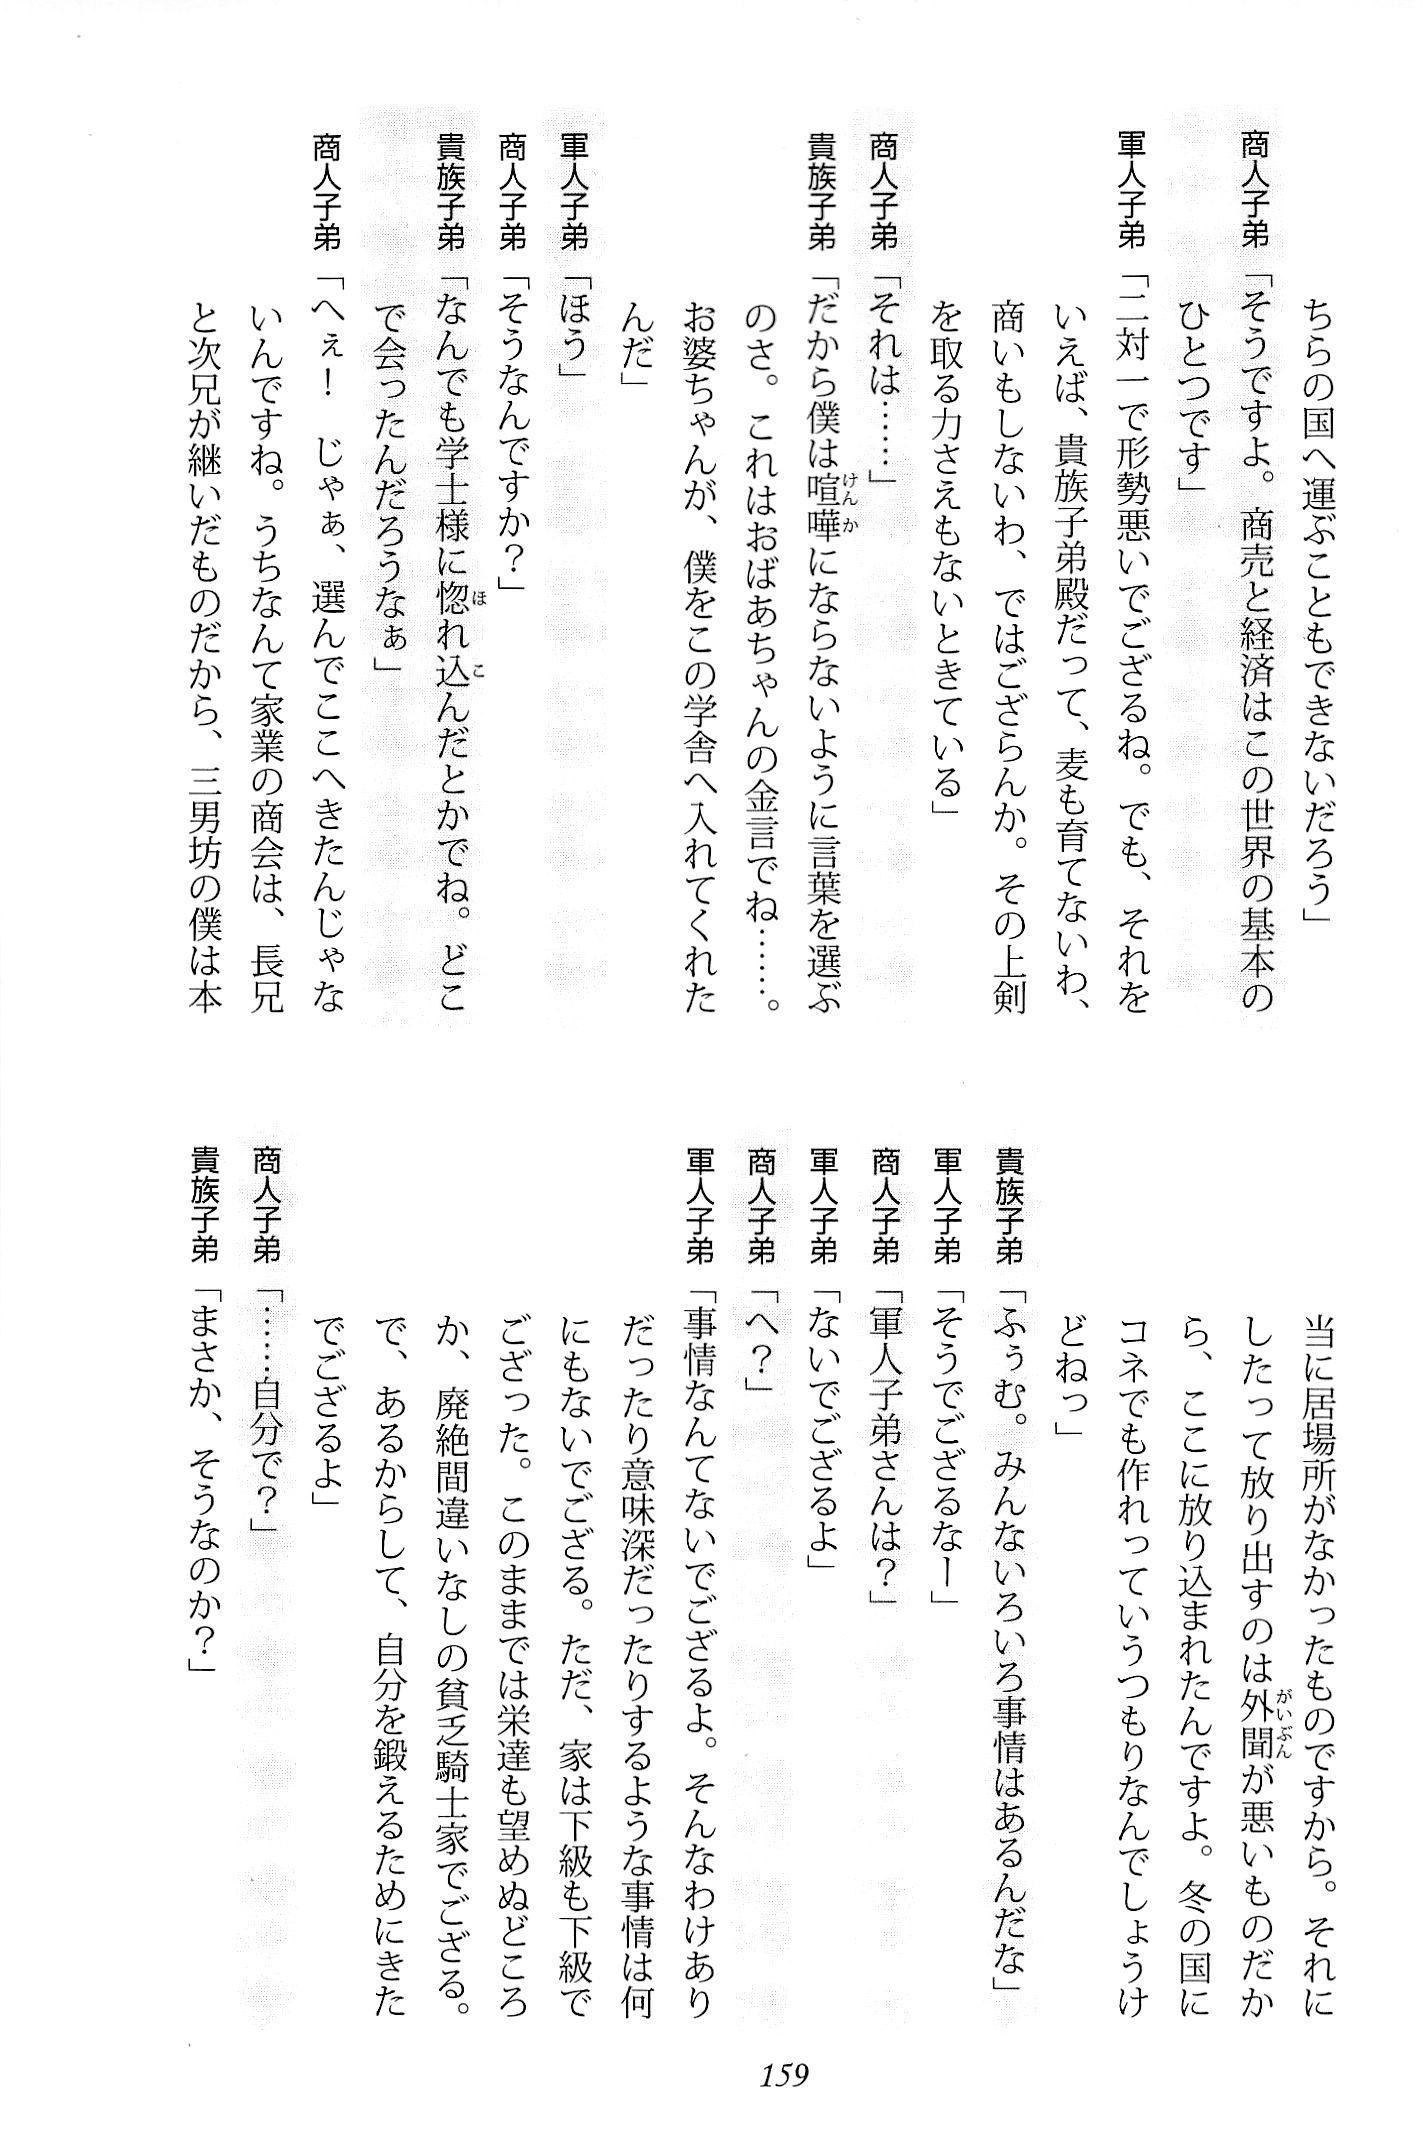 ちらの国へ運ぶこともできないだろう」
商人子弟「そうですよ。商売と経済はこの世界の基本の
ひとつです」
軍人子弟「二対一で形勢悪いでござるね。でも、それを
いえば、貴族子弟殿だって、麦も育てないわ、
商いもしないわ、ではござらんか。その上剣
を取る力さえもないときている」
商人子弟「それは……」
貴族子弟「だから僕は喧嘩にならないように言葉を選ぶ
のさ。これはおばあちゃんの金言でね……。
お婆ちゃんが、僕をこの学舎へ入れてくれた
んだ」
軍人子弟「ほう」
商人子弟「そうなんですか？」
貴族子弟「なんでも学士様に惚れ込んだとかでね。どこ
で会ったんだろうなぁ」
商人子弟「へぇ！　じゃぁ、選んでここへきたんじゃな
いんですね。うちなんて家業の商会は、長兄
と次兄が継いだものだから、三男坊の僕は本
当に居場所がなかったものですから。それに
したって放り出すのは外聞が悪いものだか
ら、ここに放り込まれたんですよ。冬の国に
コネでも作れっていうつもりなんでしょうけ
どねっ」
貴族子弟「ふぅむ。みんないろいろ事情はあるんだな」
軍人子弟「そうでござるなー」
商人子弟「軍人子弟さんは？」
軍人子弟「ないでござるよ」
商人子弟「へ？」
軍人子弟「事情なんてないでござるよ。そんなわけあり
だったり意味深だったりするような事情は何
にもないでござる。ただ、家は下級も下級で
ござった。このままでは栄達も望めぬどころ
か、廃絶間違いなしの貧乏騎士家でござる。
で、あるからして、自分を鍛えるためにきた
でござるよ」
商人子弟「……自分で？」
貴族子弟「まさか、そうなのか？」
159